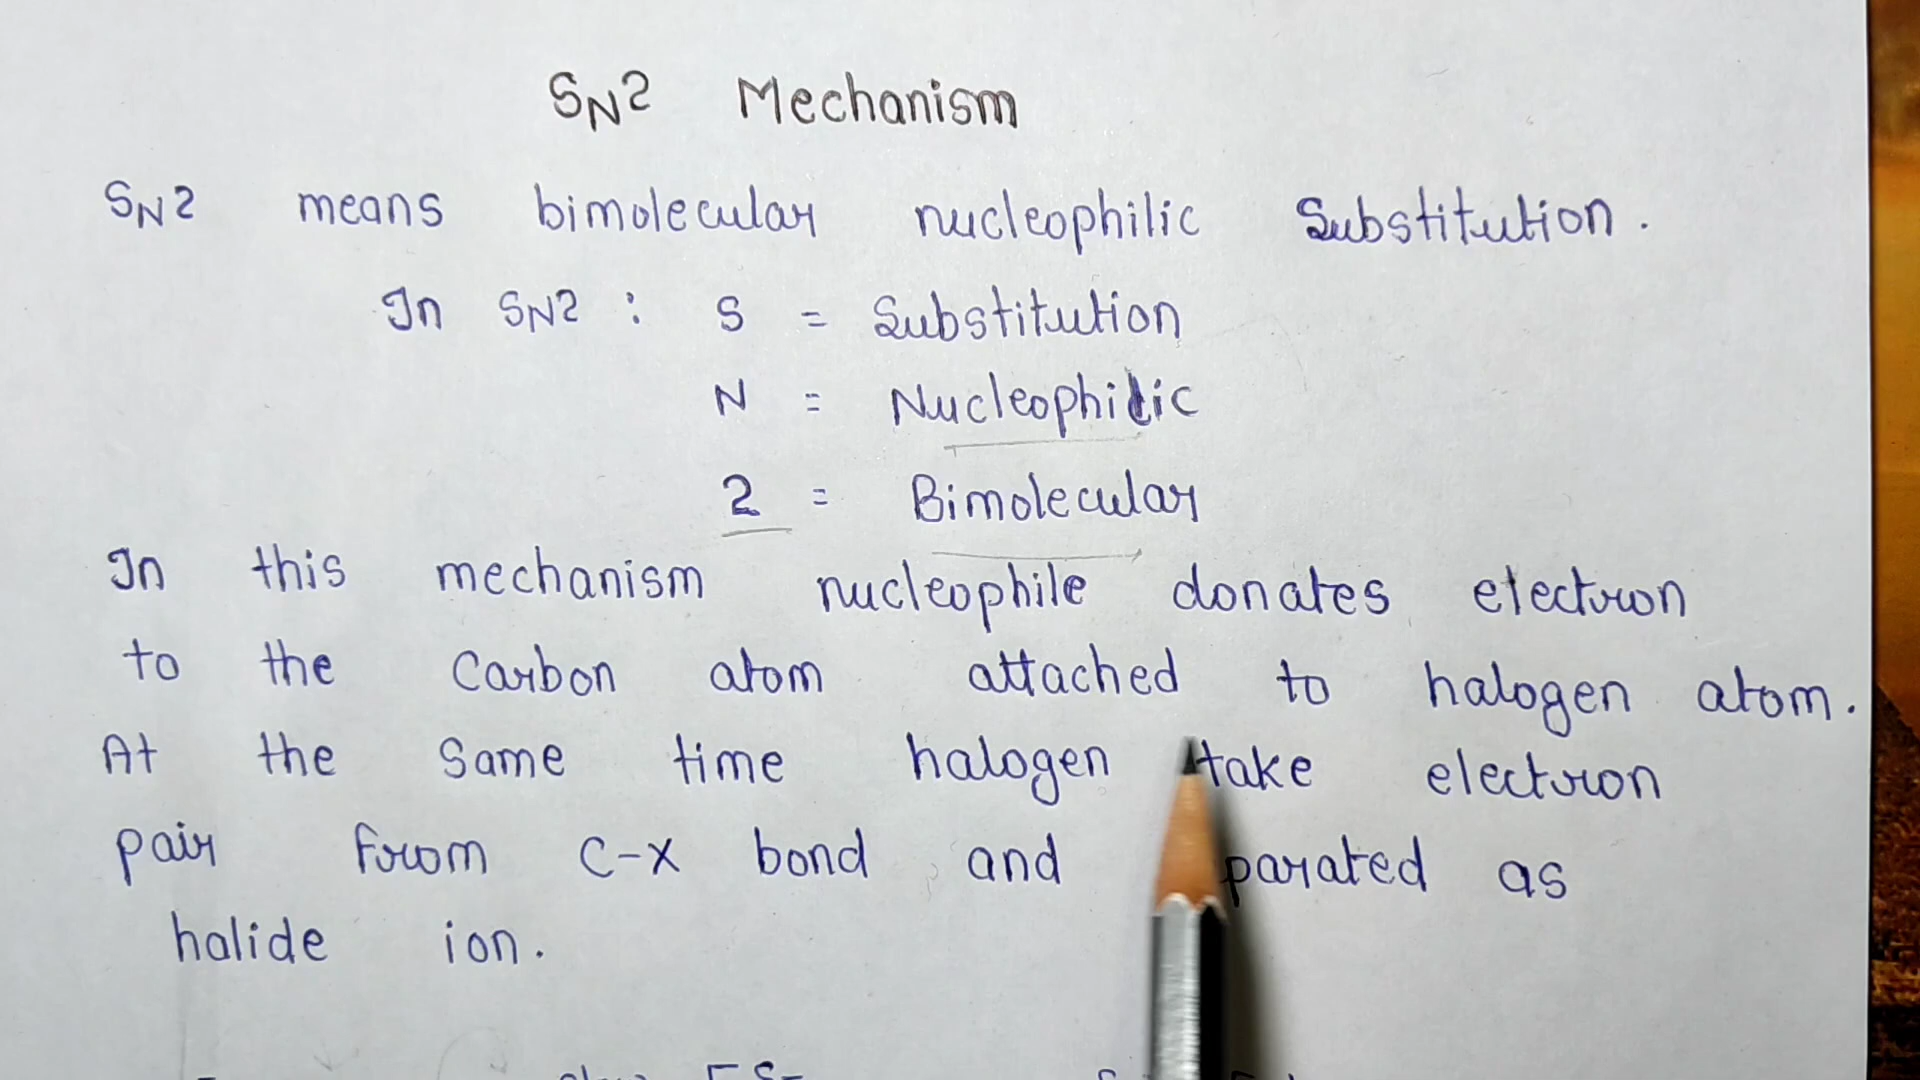 SN2 Mechanism
SN2 means bimolecular nucleophilic Substitution.
In SN2 : S = Substitution
N = Nucleophilic
2 = Bimolecular
In this mechanism nucleophile donates electron
to the Carbon atom attached to halogen atom.
At the Same time halogen take electron
pair from C-X bond and parated as
halide ion.